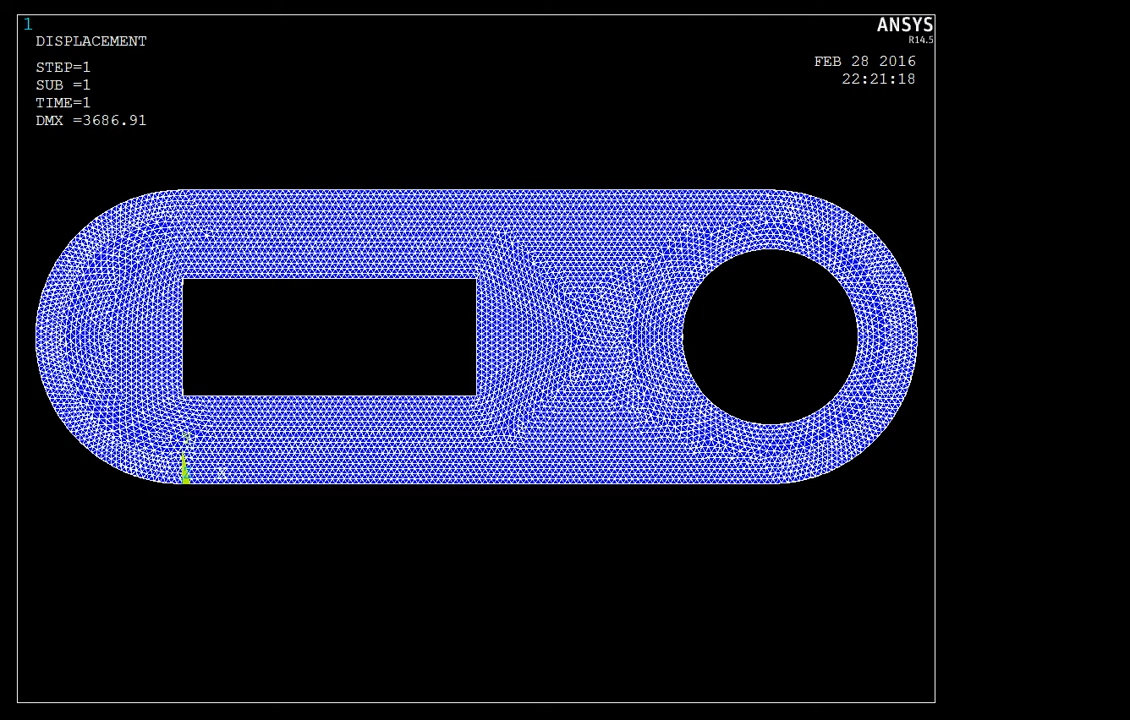 1
ANSYS
R14.5
DISPLACEMENT
STEP=1
SUB =1
TIME=1
DMX =3686.91
FEB 28 2016
22:21:18
Y
X